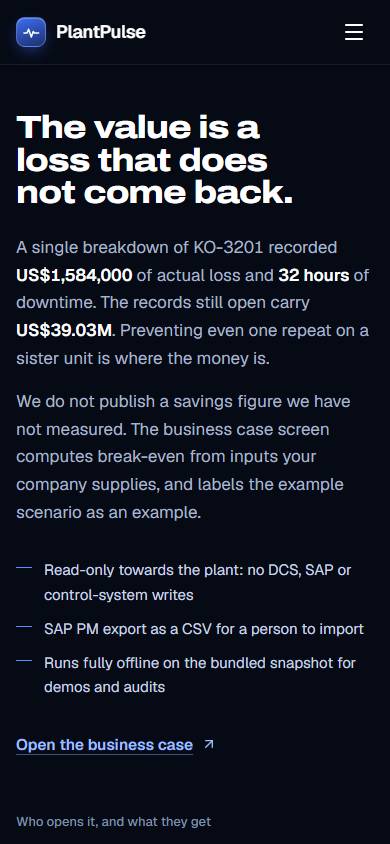 PlantPulse
The value is a
loss that does
not come back.
A single breakdown of KO-3201 recorded
US$1,584,000 of actual loss and 32 hours of
downtime. The records still open carry
US$39.03M. Preventing even one repeat on a
sister unit is where the money is.
We do not publish a savings figure we have
not measured. The business case screen
computes break-even from inputs your
company supplies, and labels the example
scenario as an example.
Read-only towards the plant: no DCS, SAP or
control-system writes
SAP PM export as a CSV for a person to import
Runs fully offline on the bundled snapshot for
demos and audits
Open the business case
Who opens it, and what they get